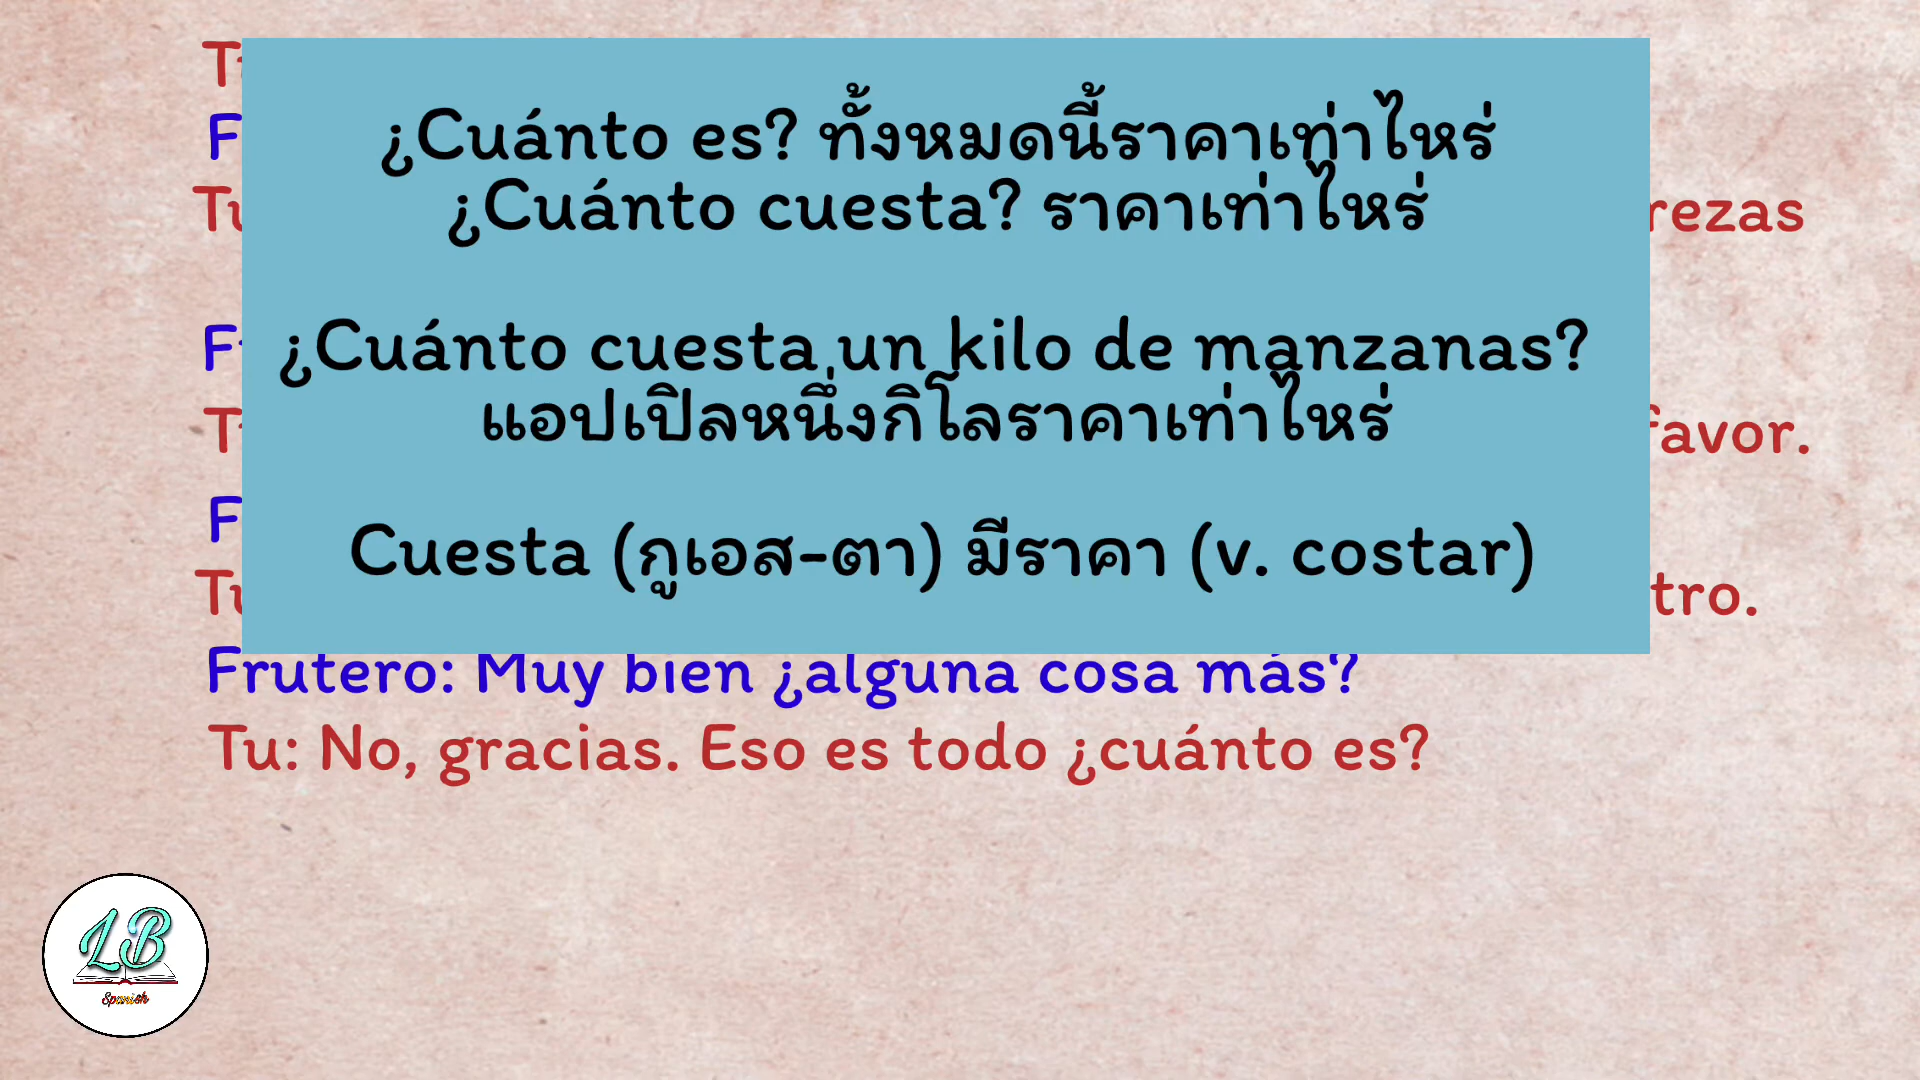 ¿Cuánto es? ทั้งหมดนี้ราคาเท่าไหร่
¿Cuánto cuesta? ราคาเท่าไหร่
rezas
¿Cuánto cuesta un kilo de manzanas?
แอปเปิลหนึ่งกิโลราคาเท่าไหร่
favor.
Cuesta (กูเอส-ตา) มีราคา (v. costar)
tro.
Frutero: Muy bien ¿alguna cosa más?
Tu: No, gracias. Eso es todo ¿cuánto es?
LB
Spanish